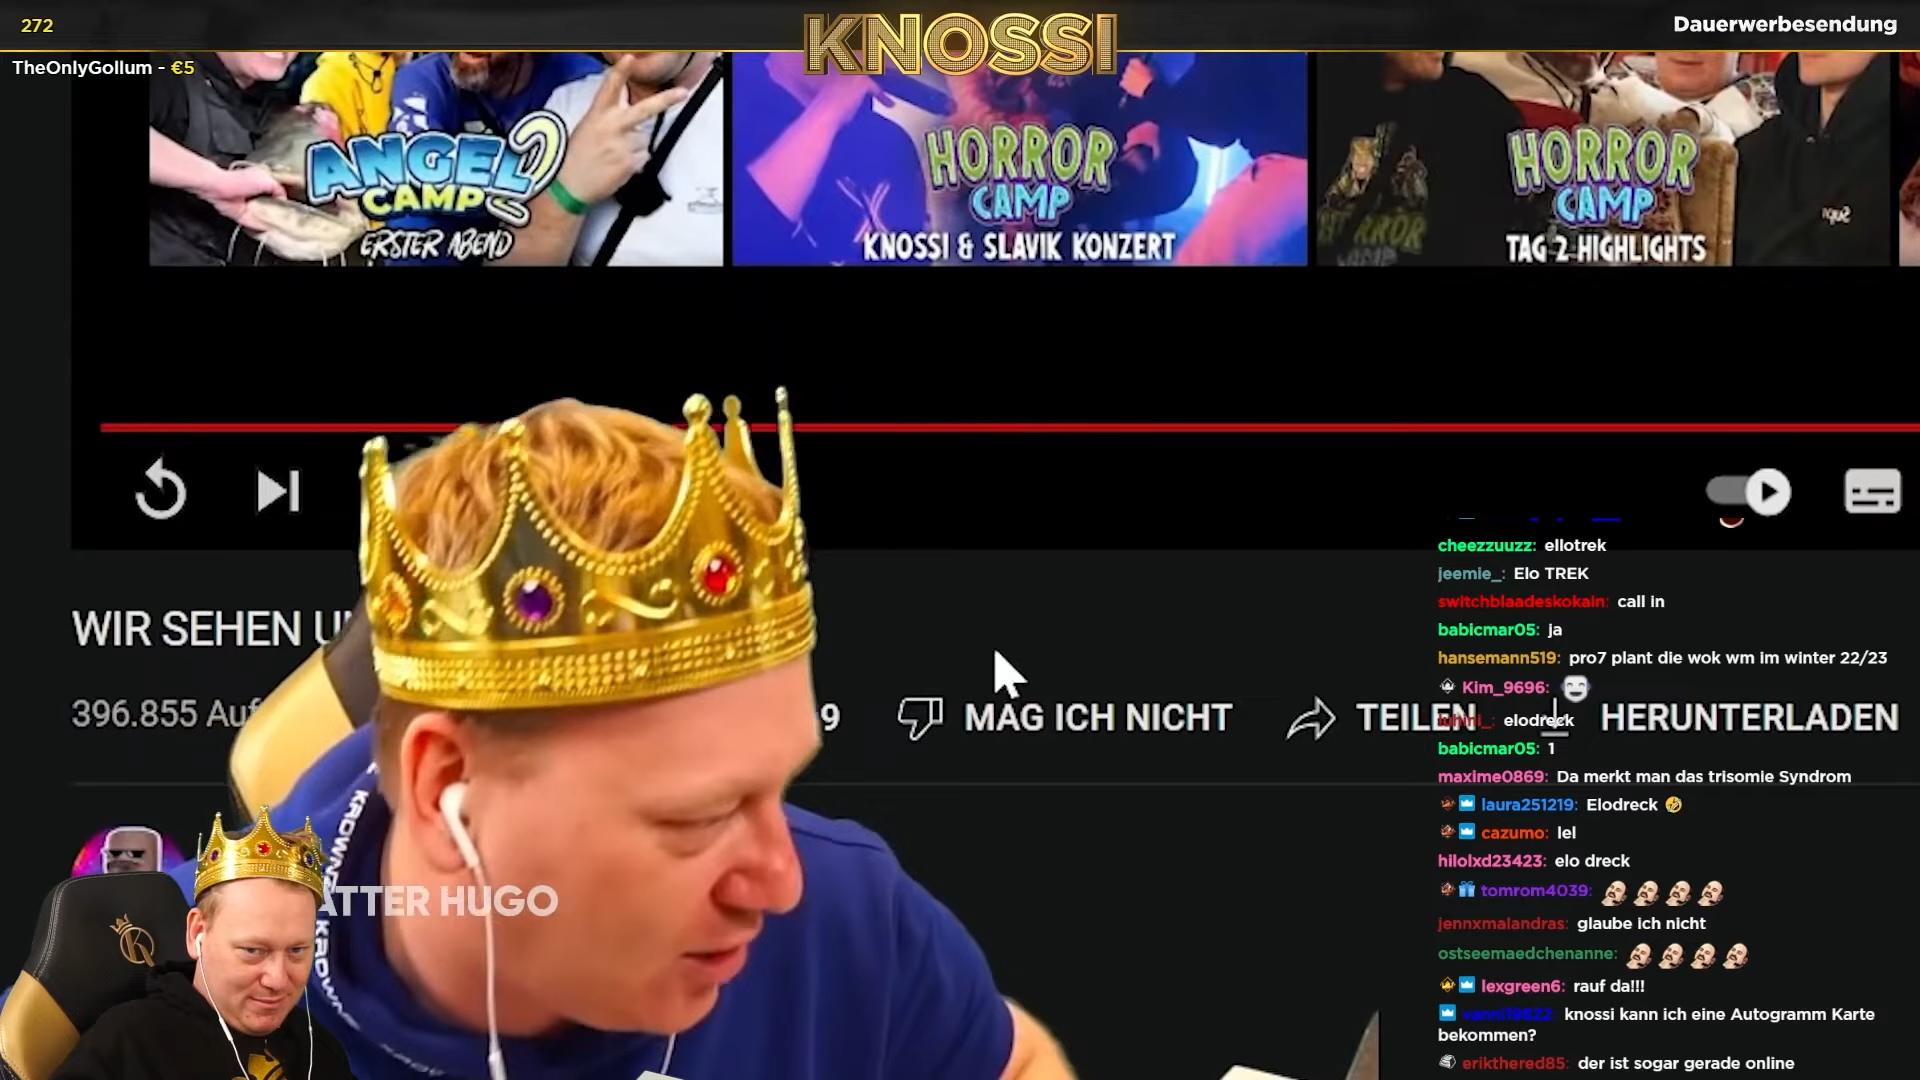 272
KNOSSI
Dauerwerbesendung
TheOnlyGollum - €5
ANGEL
CAMP 2
ERSTER ABEND
HORROR
CAMP
KNOSSI & SLAVIK KONZERT
HORROR
CAMP
TAG 2 HIGHLIGHTS
WIR SEHEN
396.855
9
MAG ICH NICHT
TEILEN
HERUNTERLADEN
ATTER HUGO
cheezzuuzz: ellotrek
jeemie_: Elo TREK
switchblaadeskokain: call in
babicmar05: ja
hansemann519: pro7 plant die wok wm im winter 22/23
Kim_9696:
elodreck
babicmar05: 1
maxime0869: Da merkt man das trisomie Syndrom
laura251219: Elodreck 🤣
cazumo: lel
hilolxd23423: elo dreck
tomrom4039:
jennxmalandras: glaube ich nicht
ostseemaedchenanne:
lexgreen6: rauf da!!!
knossi kann ich eine Autogramm Karte
bekommen?
erikthered85: der ist sogar gerade online